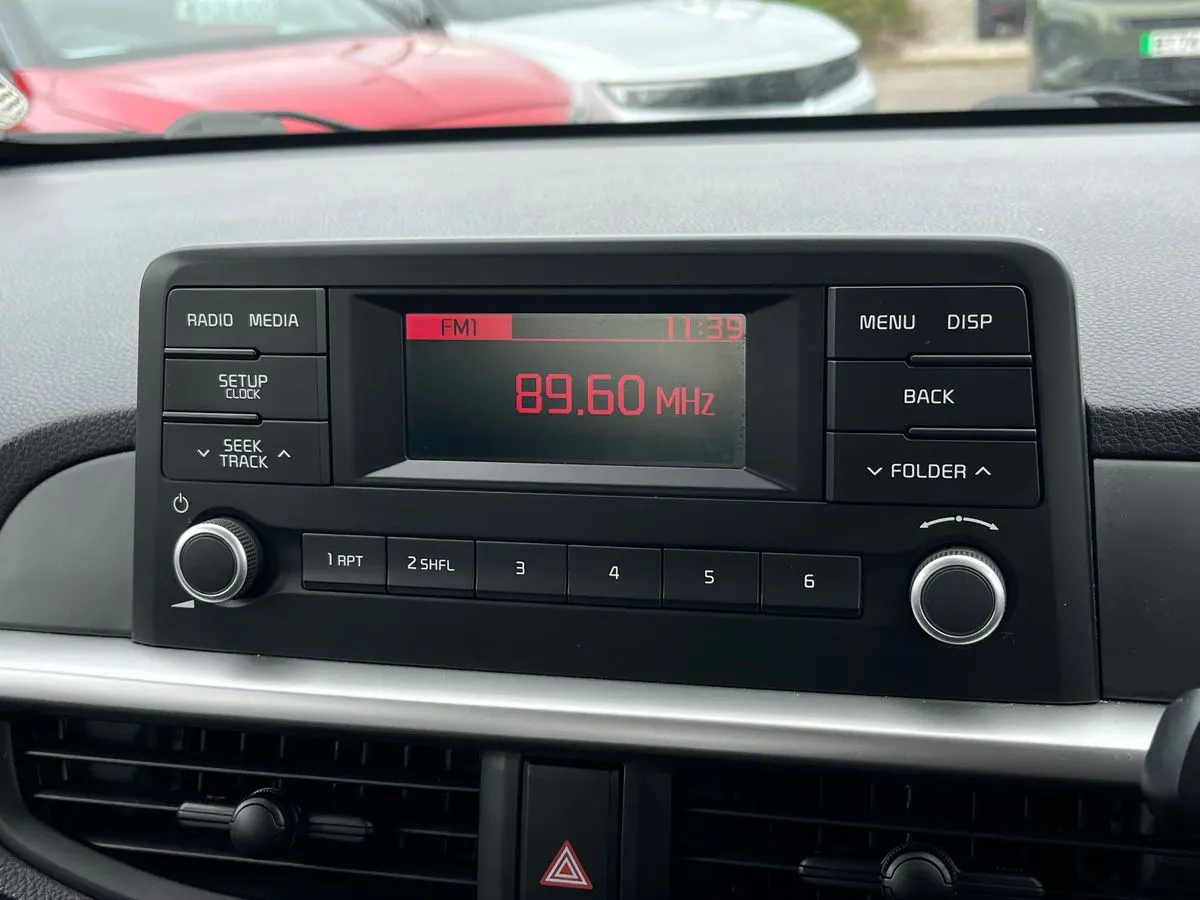 RADIO MEDIA
SETUP
CLOCK
SEEK
TRACK
FM1 11:39
89.60 MHz
MENU DISP
BACK
FOLDER
1 RPT 2 SHFL 3 4 5 6